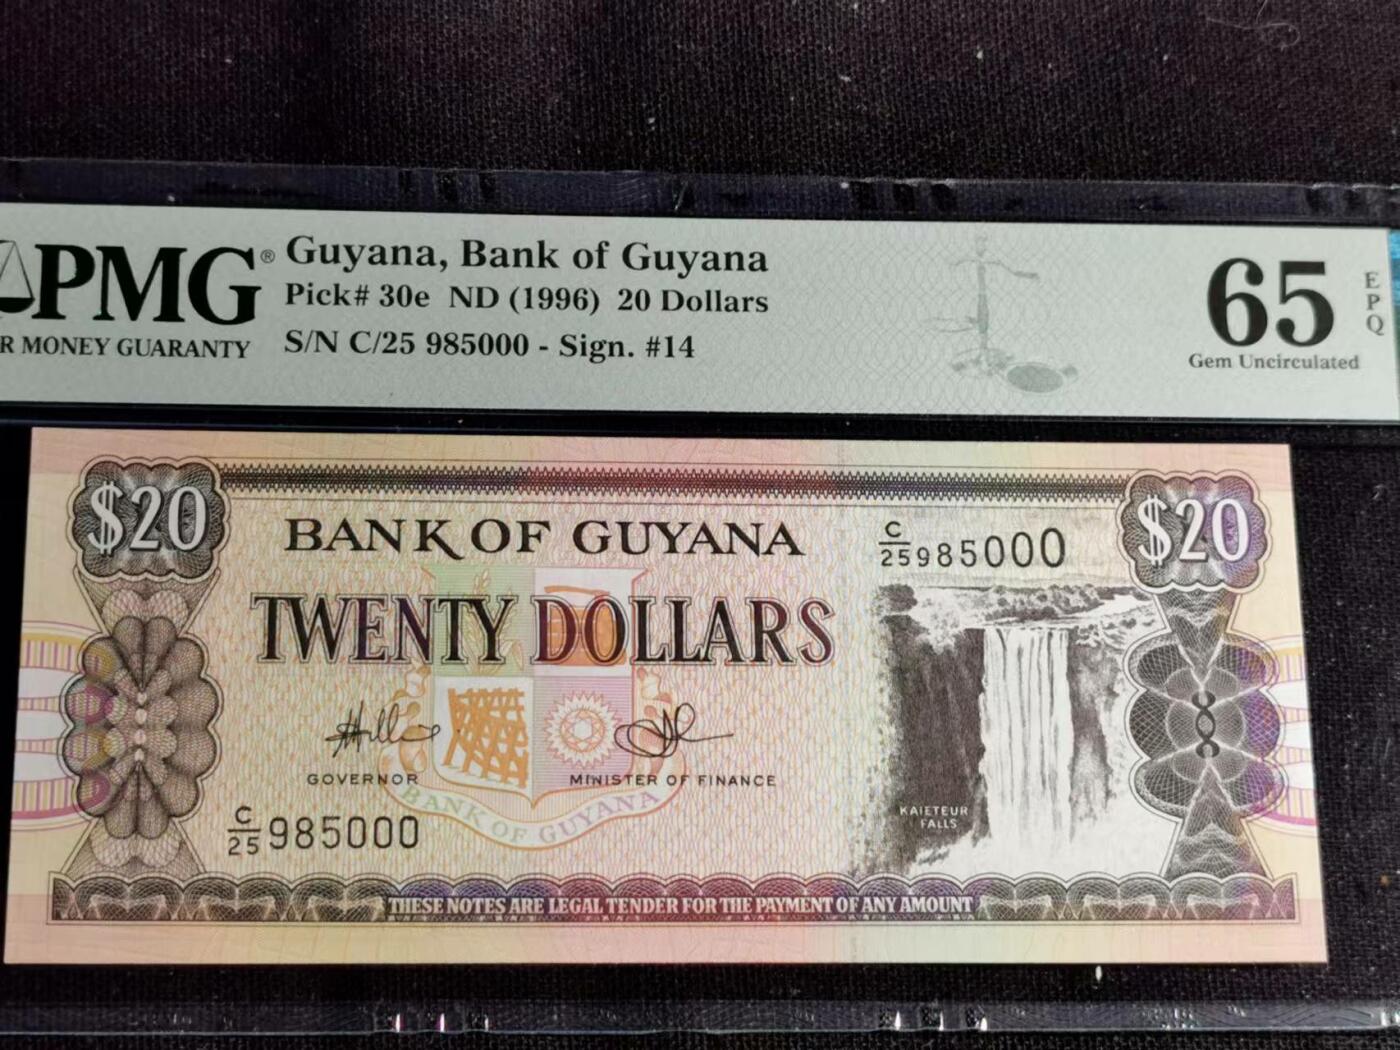 PMG®
R MONEY GUARANTY
Guyana, Bank of Guyana
Pick# 30e ND (1996) 20 Dollars
S/N C/25 985000 - Sign. #14
65
EPQ
Gem Uncirculated
$20
BANK OF GUYANA
C/25 985000
$20
TWENTY DOLLARS
GOVERNOR
MINISTER OF FINANCE
BANK OF GUYANA
KAIETEUR
FALLS
C/25 985000
THESE NOTES ARE LEGAL TENDER FOR THE PAYMENT OF ANY AMOUNT